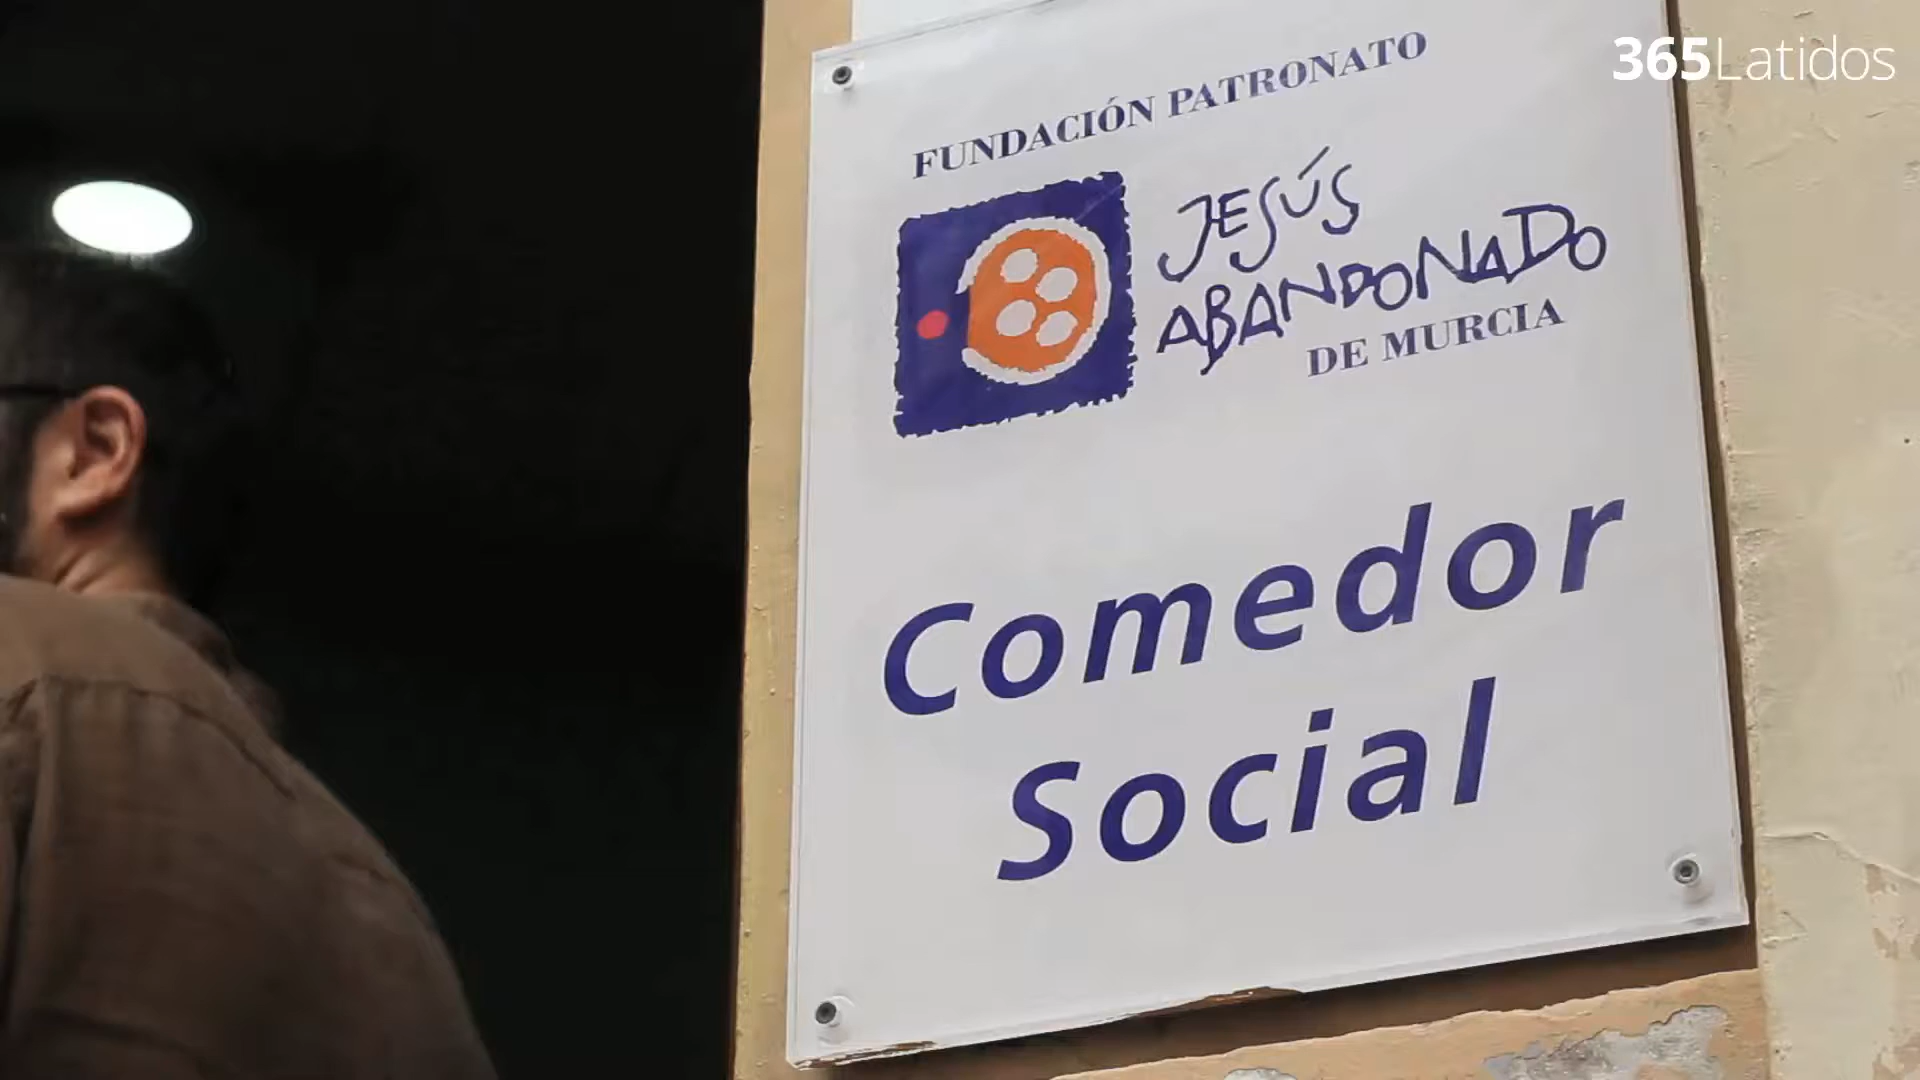 365Latidos
FUNDACIÓN PATRONATO
JESÚS
ABANDONADO
DE MURCIA
Comedor
Social